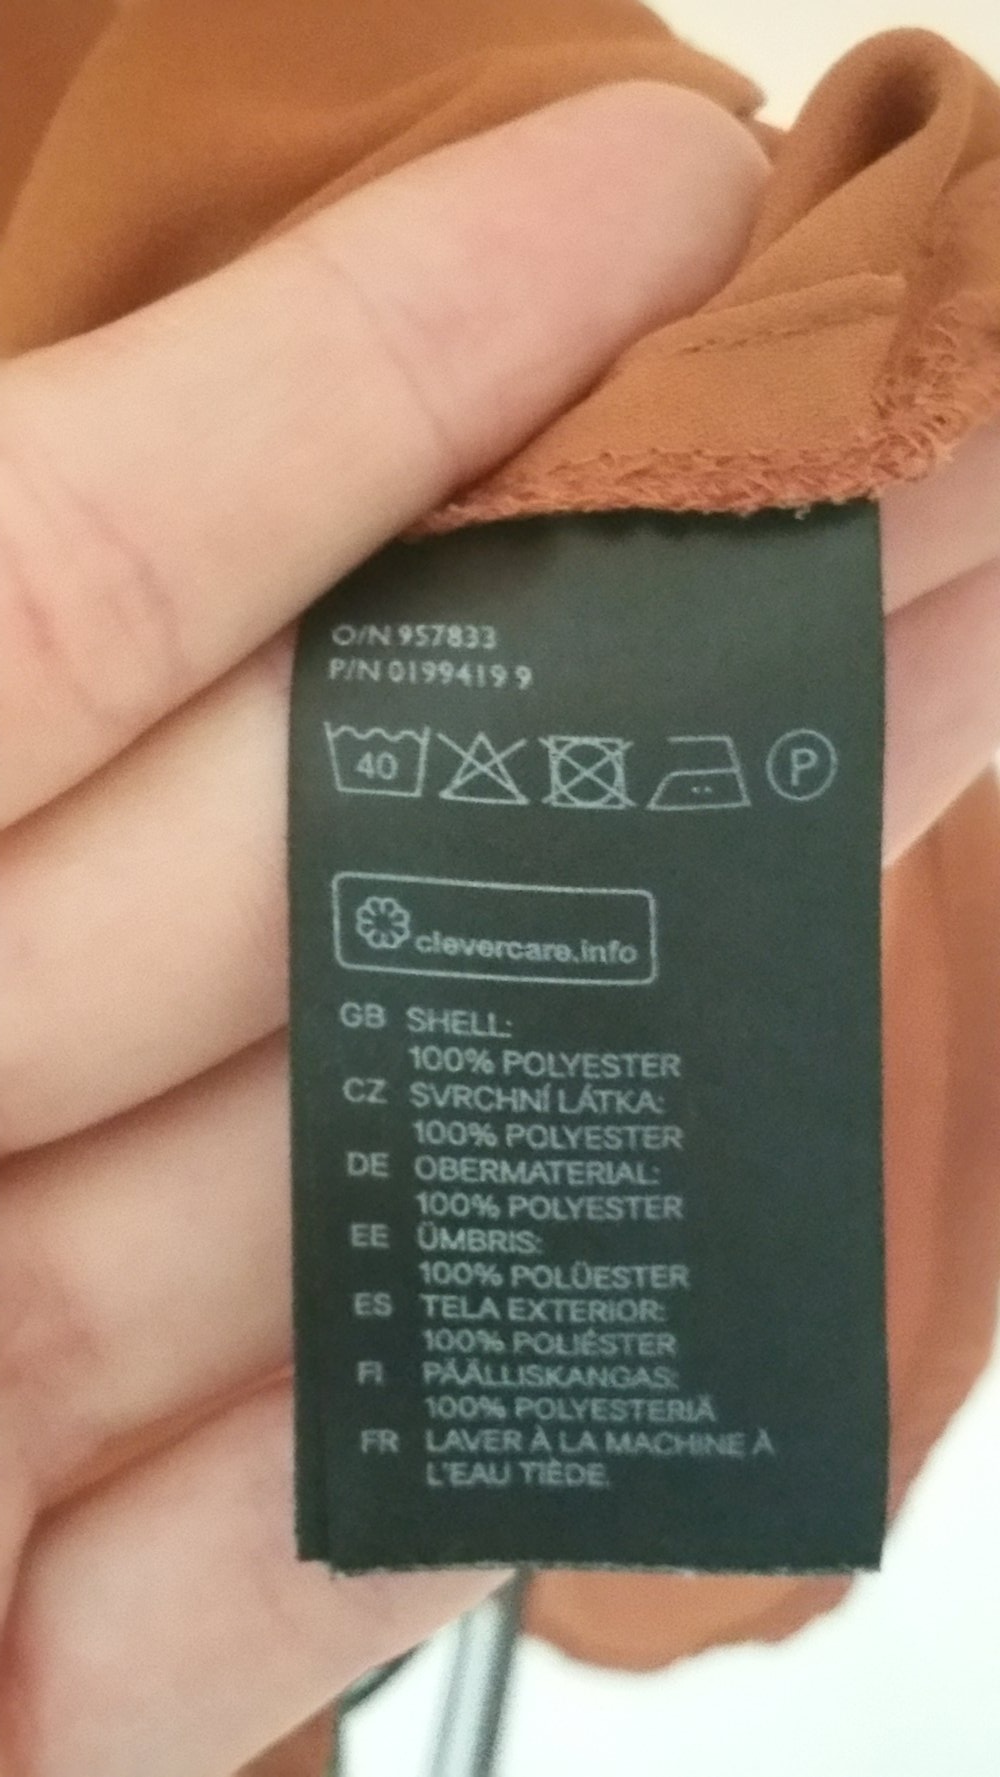 O/N 957833
P/N 01994199
40 P
clevercare.info
GB SHELL:
100% POLYESTER
CZ SVRCHNÍ LÁTKA:
100% POLYESTER
DE OBERMATERIAL:
100% POLYESTER
EE ÜMBRIS:
100% POLÜESTER
ES TELA EXTERIOR:
100% POLIÉSTER
FI PÄÄLLISKANGAS:
100% POLYESTERIÄ
FR LAVER À LA MACHINE À
L'EAU TIÈDE.